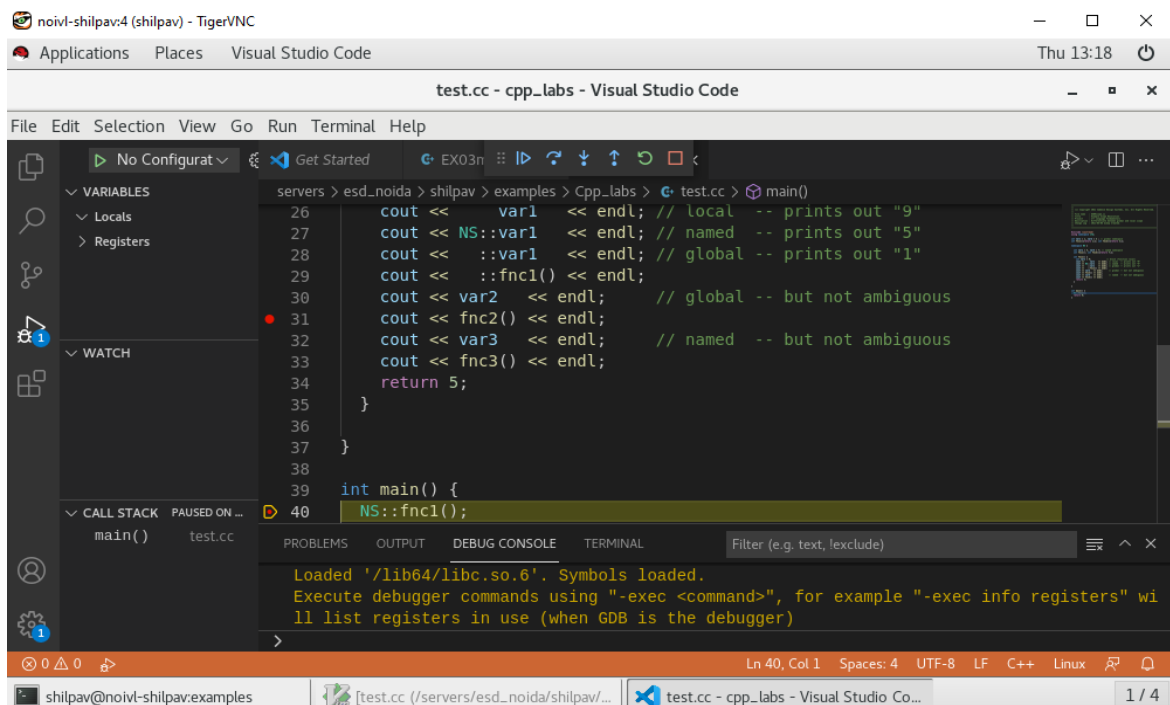 noivl-shilpav:4 (shilpav) - TigerVNC
Applications Places Visual Studio Code Thu 13:18
test.cc - cpp_labs - Visual Studio Code
File Edit Selection View Go Run Terminal Help
No Configurat Get Started EX03
VARIABLES
Locals
Registers
WATCH
CALL STACK PAUSED ON ...
main() test.cc
servers > esd_noida > shilpav > examples > Cpp_labs > test.cc > main()
26 cout << var1 << endl; // local -- prints out "9"
27 cout << NS::var1 << endl; // named -- prints out "5"
28 cout << ::var1 << endl; // global -- prints out "1"
29 cout << ::fnc1() << endl;
30 cout << var2 << endl; // global -- but not ambiguous
31 cout << fnc2() << endl;
32 cout << var3 << endl; // named -- but not ambiguous
33 cout << fnc3() << endl;
34 return 5;
35 }
36
37 }
38
39 int main() {
40 NS::fnc1();
PROBLEMS OUTPUT DEBUG CONSOLE TERMINAL Filter (e.g. text, !exclude)
Loaded '/lib64/libc.so.6'. Symbols loaded.
Execute debugger commands using "-exec <command>", for example "-exec info registers" wi
ll list registers in use (when GDB is the debugger)
>
1
1
0 0 Ln 40, Col 1 Spaces: 4 UTF-8 LF C++ Linux
shilpav@noivl-shilpav:examples [test.cc (/servers/esd_noida/shilpav/... test.cc - cpp_labs - Visual Studio Co... 1 / 4